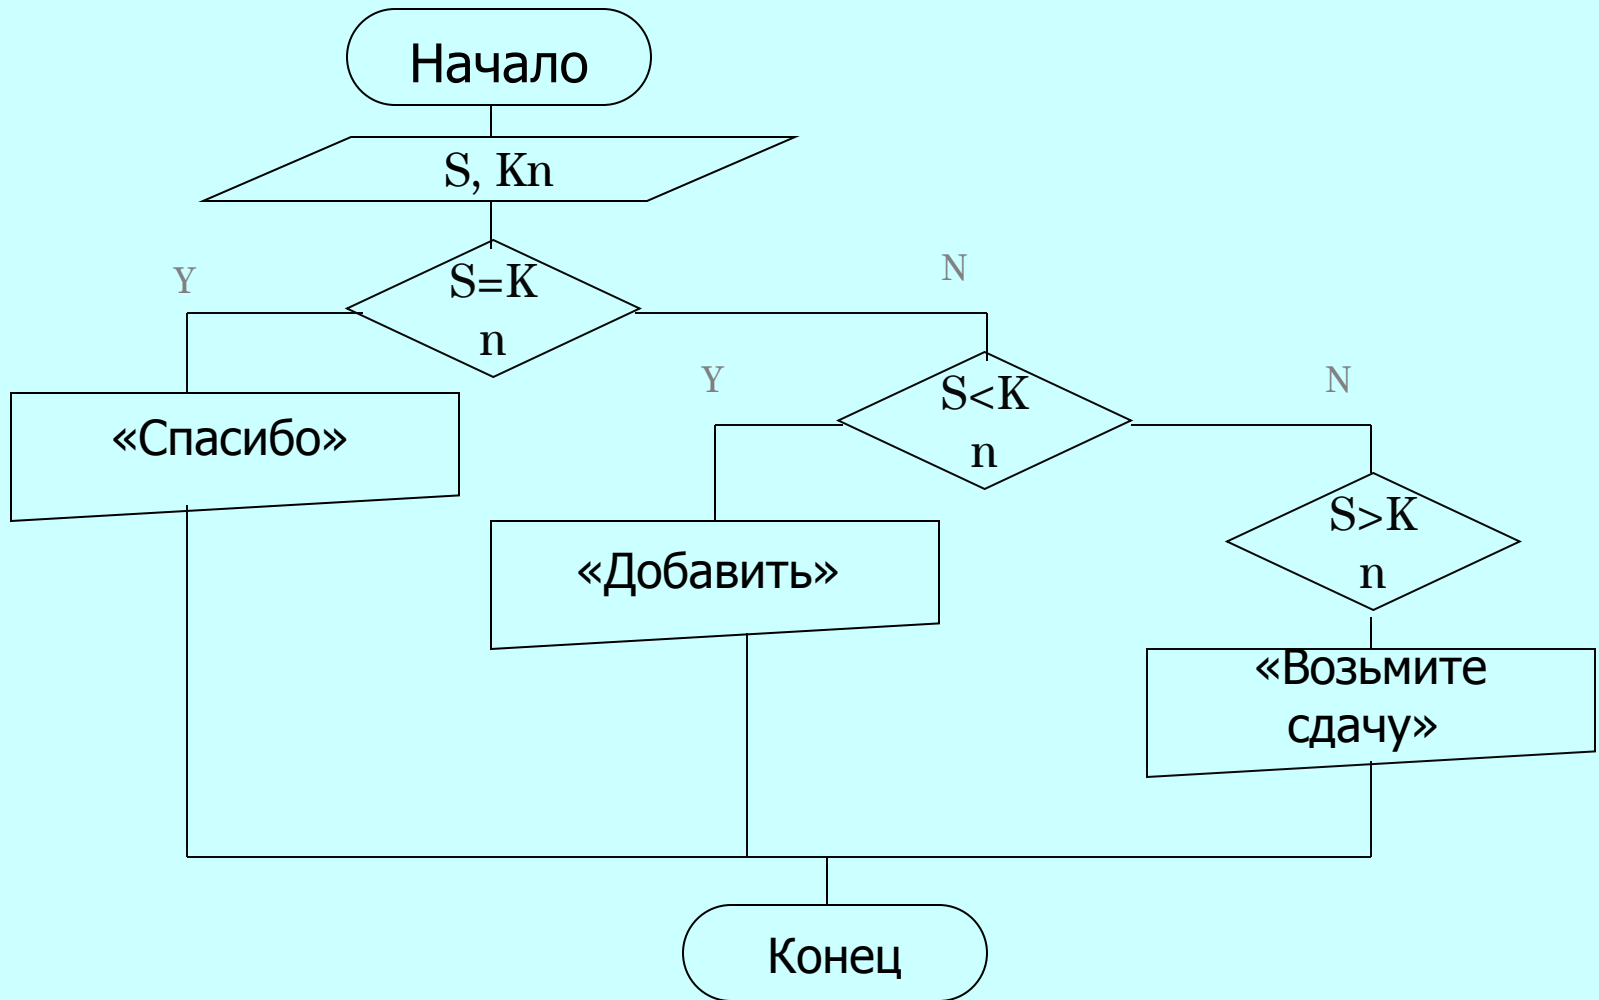 Начало
S, Kn
Y
S=K
n
N
Y
S<K
n
N
«Спасибо»
S>K
n
«Добавить»
«Возьмите
сдачу»
Конец